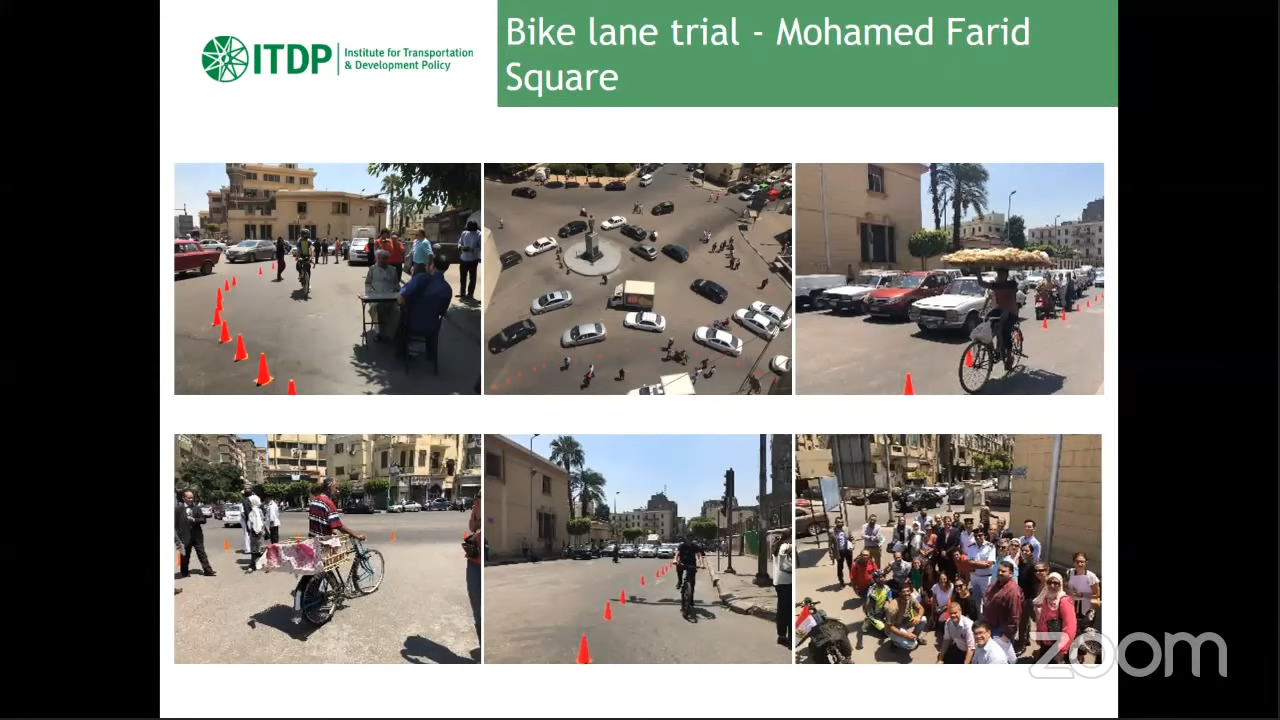 ITDP
Institute for Transportation
& Development Policy
Bike lane trial - Mohamed Farid
Square
zoom